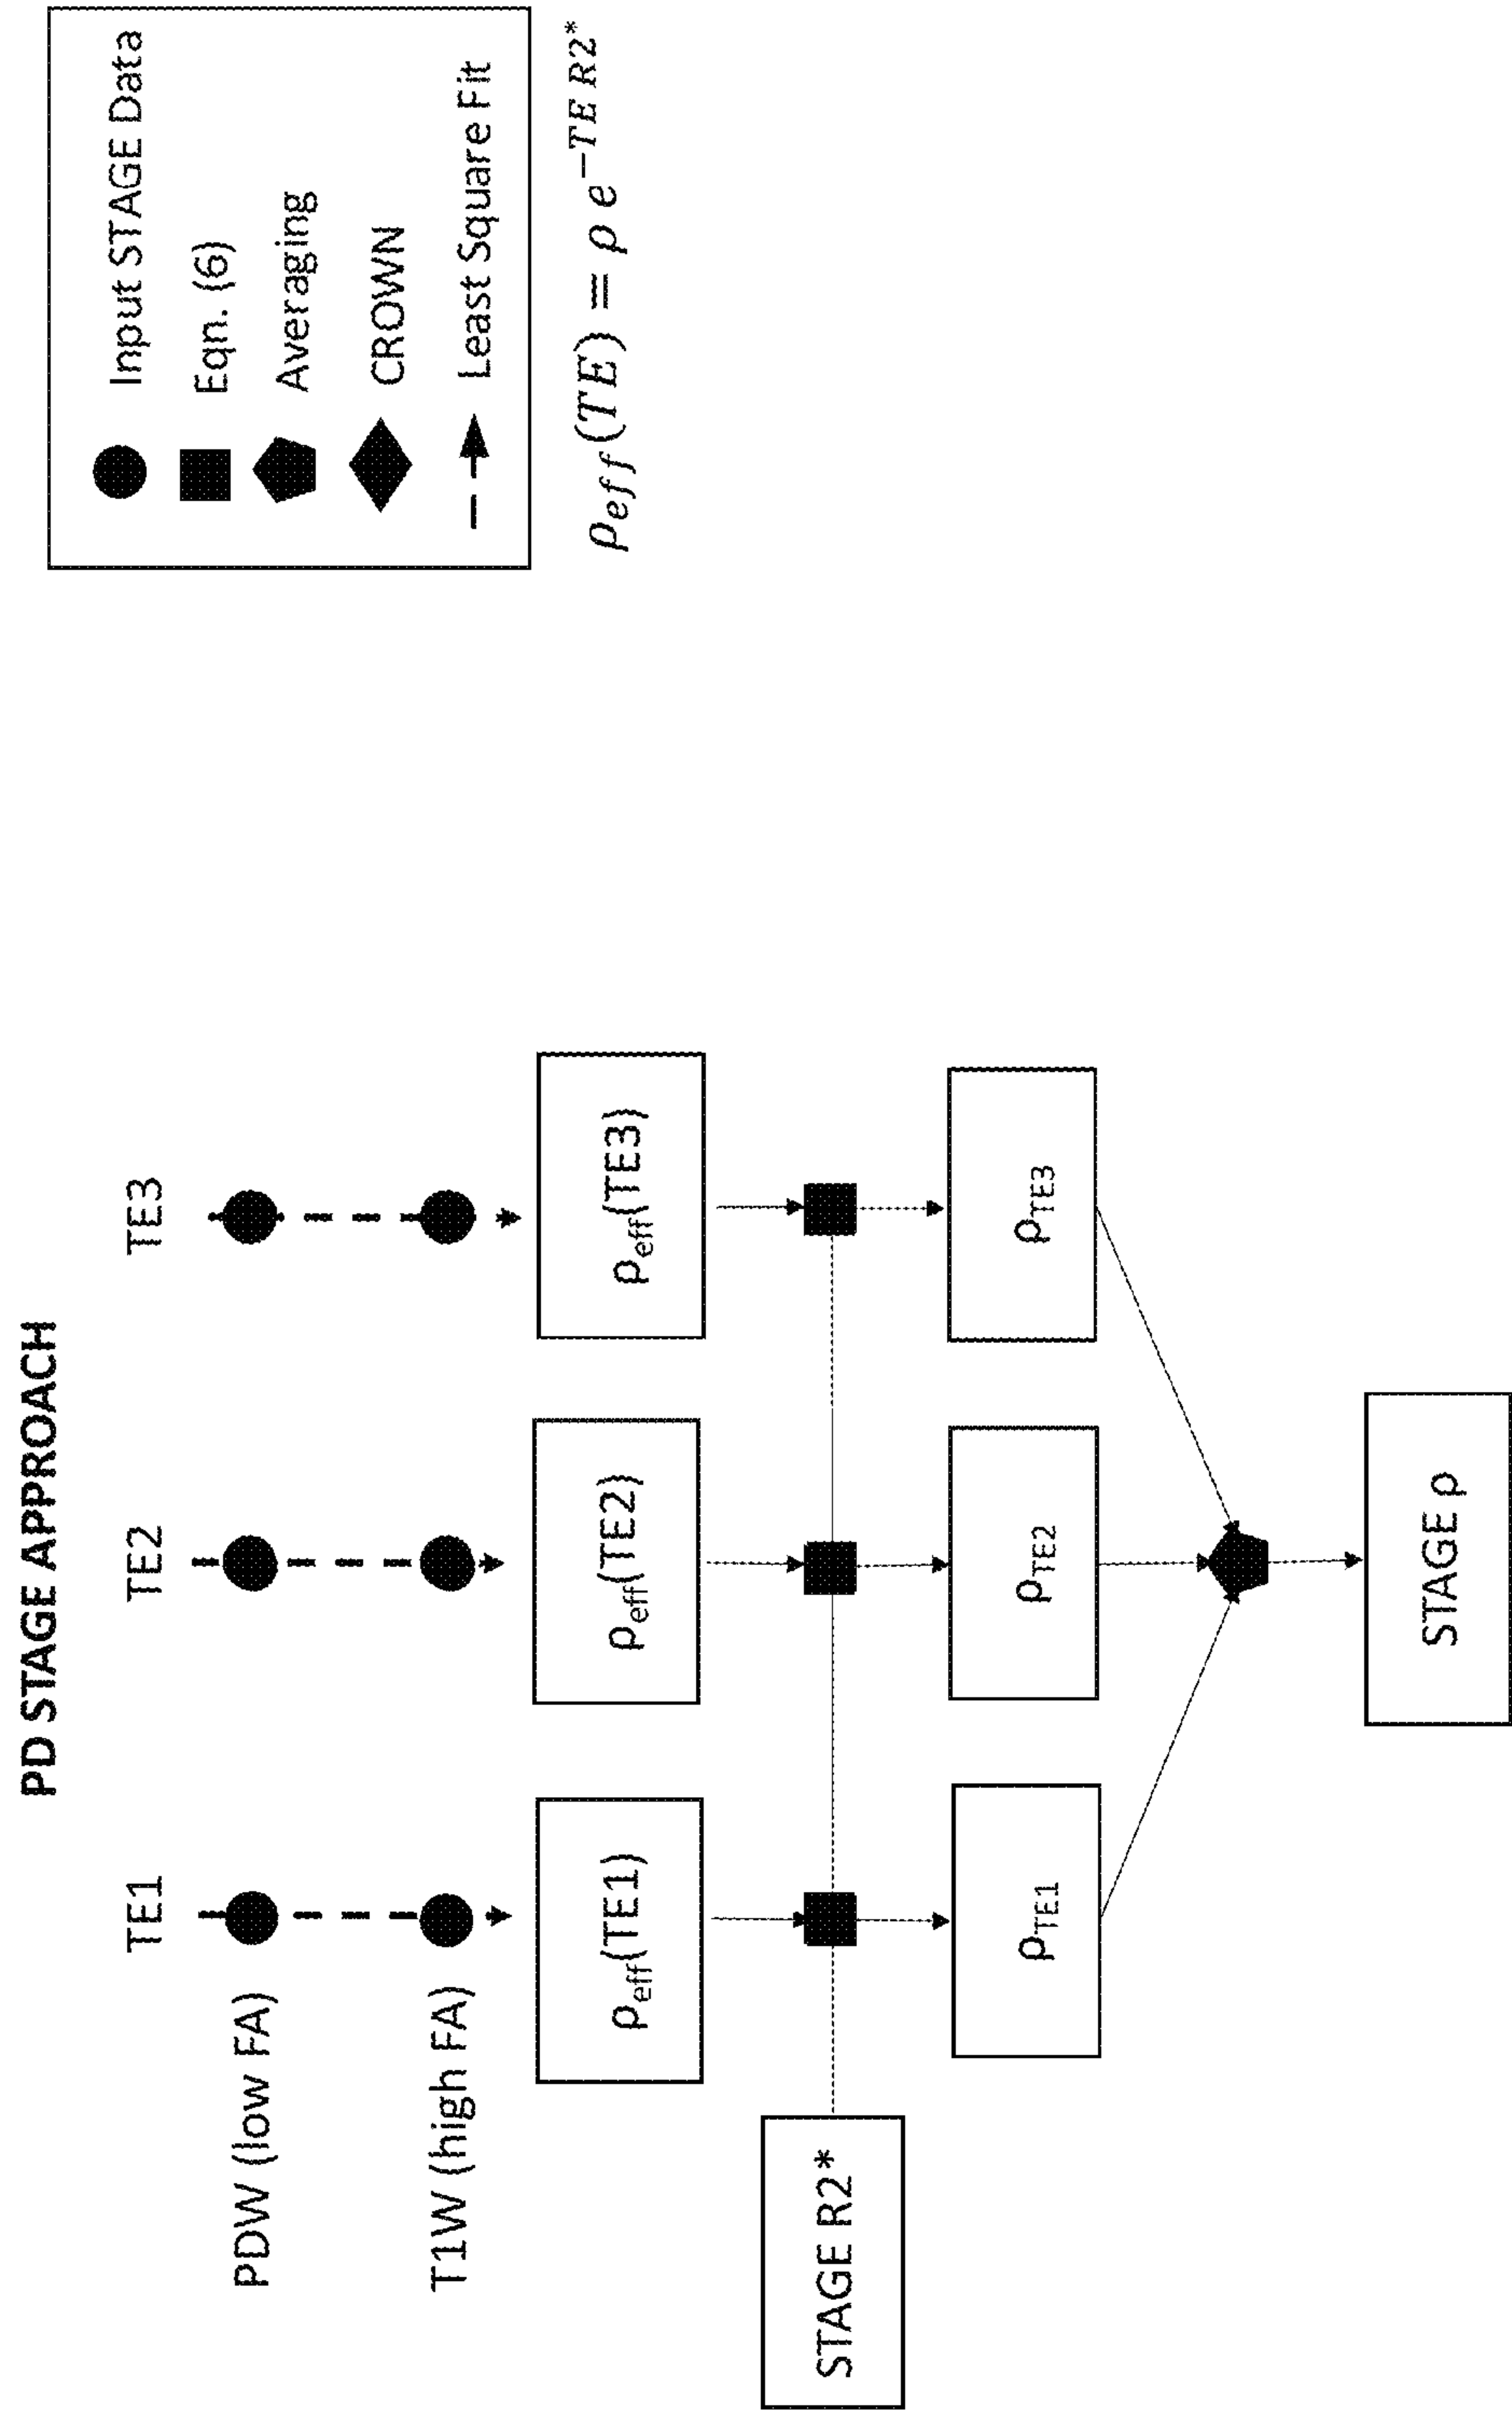 PD STAGE APPROACH
TE1 TE2 TE3
PDW (low FA)
T1W (high FA)
ρeff(TE1) ρeff(TE2) ρeff(TE3)
STAGE R2*
ρTE1 ρTE2 ρTE3
STAGE ρ
Input STAGE Data
Eqn. (6)
Averaging
CROWN
Least Square Fit
ρeff(TE) = ρ e^−TE R2*